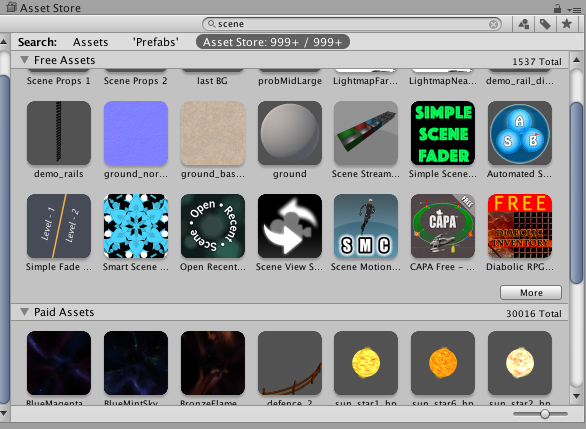 Asset Store
scene
Search: Assets 'Prefabs' Asset Store: 999+ / 999+
Free Assets 1537 Total
Scene Props 1 Scene Props 2 last BG probMidLarge LightmapFar... LightmapNea... demo_rail_di...
SIMPLE
SCENE
FADER
A
S B
demo_rails ground_nor... ground_bas... ground Scene Stream... Simple Scene... Automated S...
Level - 1
Level - 2
Open Recent Scene
SMC
FREE
CAPA
FREE
DIABOLIC
INVENTORY
Simple Fade ... Smart Scene ... Open Recent... Scene View S... Scene Motion... CAPA Free - ... Diabolic RPG...
More
Paid Assets 30016 Total
BlueMagenta... BlueMintSky... BronzeFlame... defence_2 sun_star1_hp sun_star6_hp sun_star2_hp